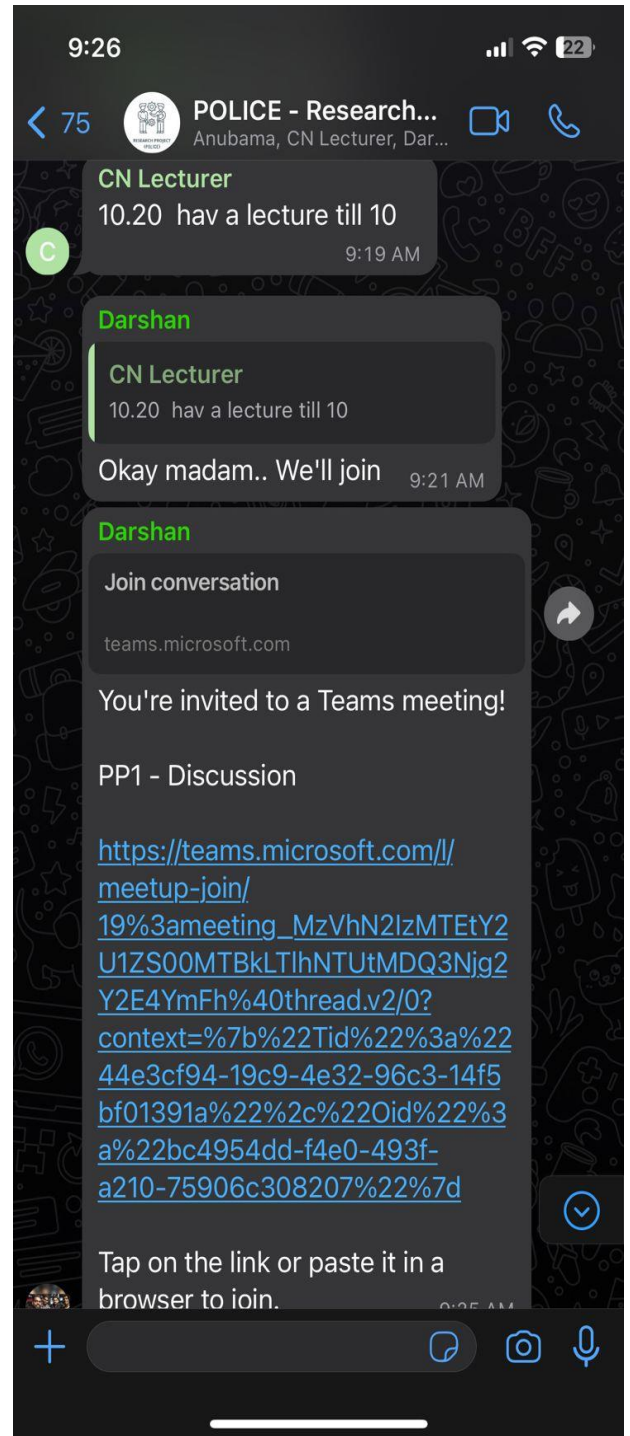 9:26
22
75
POLICE - Research...
Anubama, CN Lecturer, Dar...
CN Lecturer
10.20 hav a lecture till 10
C
9:19 AM
Darshan
CN Lecturer
10.20 hav a lecture till 10
Okay madam.. We'll join
9:21 AM
Darshan
Join conversation
teams.microsoft.com
You're invited to a Teams meeting!
PP1 - Discussion
https://teams.microsoft.com/l/
meetup-join/
19%3ameeting_MzVhN2IzMTEtY2
U1ZS00MTBkLTlhNTUtMDQ3Njg2
Y2E4YmFh%40thread.v2/0?
context=%7b%22Tid%22%3a%22
44e3cf94-19c9-4e32-96c3-14f5
bf01391a%22%2c%22Oid%22%3
a%22bc4954dd-f4e0-493f-
a210-75906c308207%22%7d
Tap on the link or paste it in a
browser to join.
9:25 AM